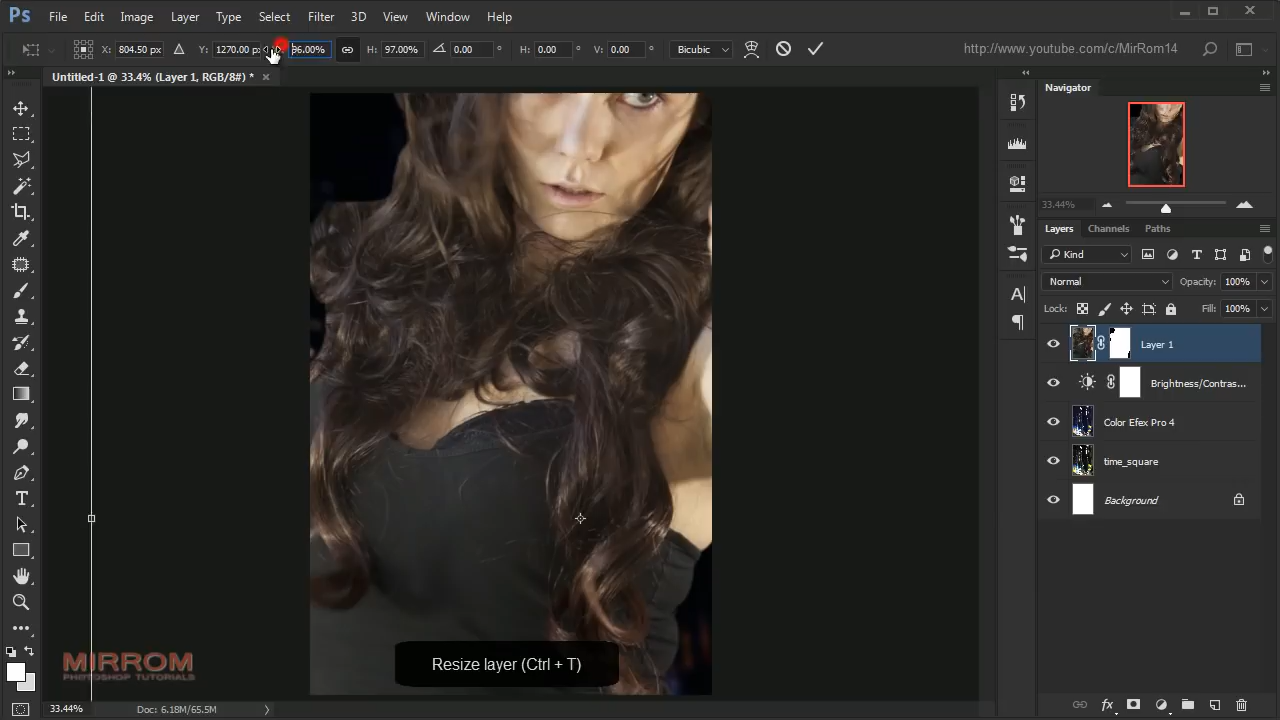 Ps File Edit Image Layer Type Select Filter 3D View Window Help
X: 804.50 px Y: 1270.00 px 96.00% H: 97.00% 0.00 ° H: 0.00 ° V: 0.00 ° Bicubic http://www.youtube.com/c/MirRom14
Untitled-1 @ 33.4% (Layer 1, RGB/8#) * ×
Navigator
33.44%
Layers Channels Paths
Kind
Normal Opacity: 100%
Lock: Fill: 100%
Layer 1
Brightness/Contras...
Color Efex Pro 4
time_square
Background
Resize layer (Ctrl + T)
MIRROM
PHOTOSHOP TUTORIALS
33.44% Doc: 6.18M/65.5M